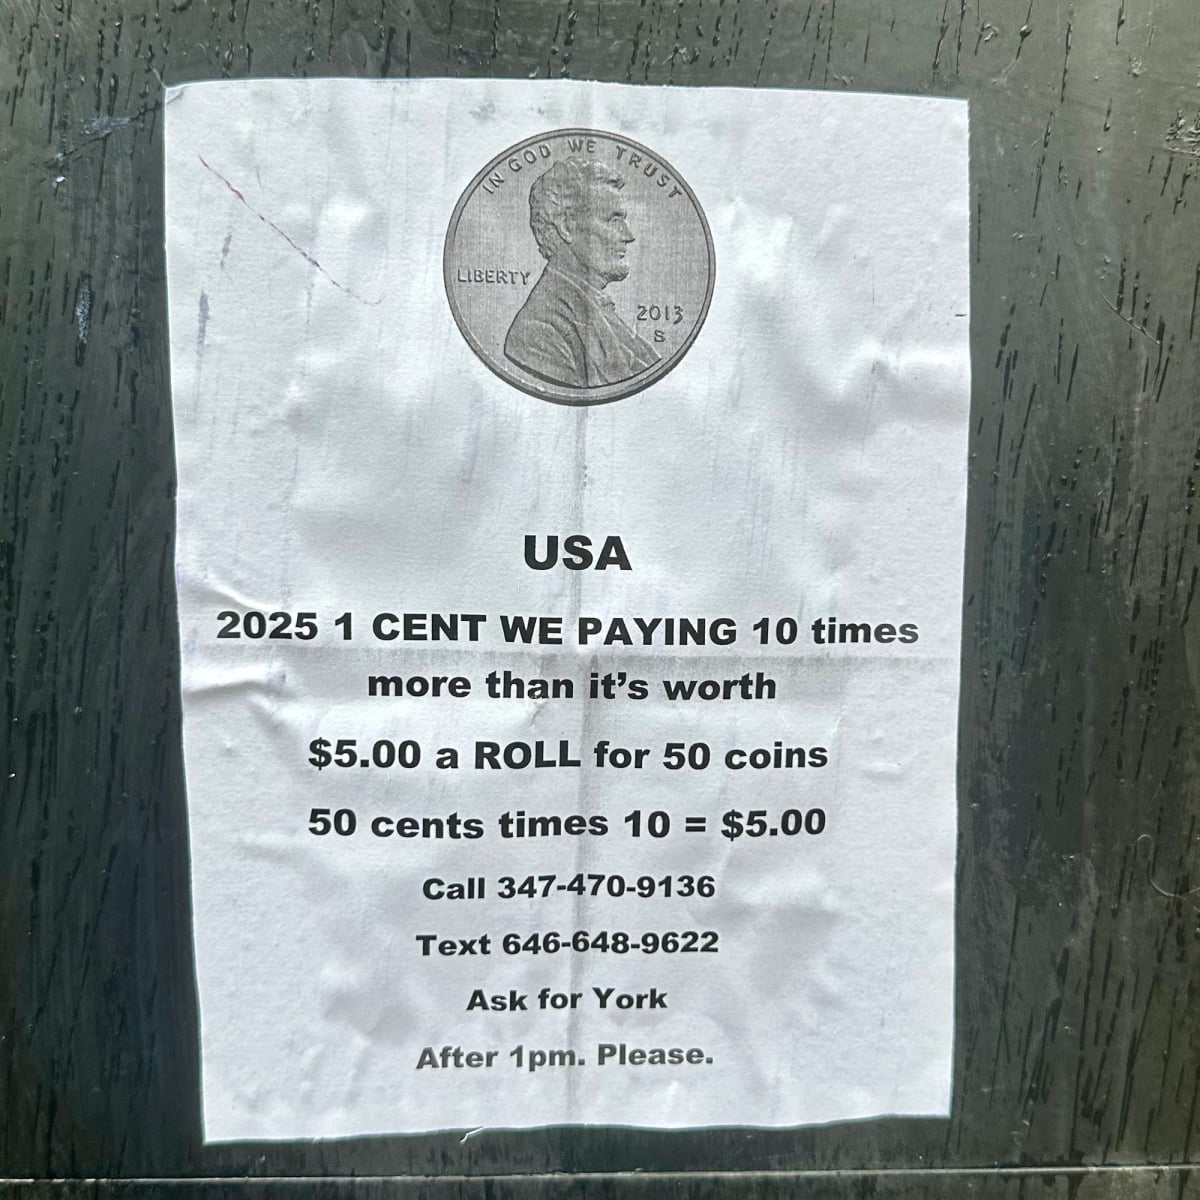 IN GOD WE TRUST
LIBERTY
2013
S
USA
2025 1 CENT WE PAYING 10 times
more than it's worth
$5.00 a ROLL for 50 coins
50 cents times 10 = $5.00
Call 347-470-9136
Text 646-648-9622
Ask for York
After 1pm. Please.